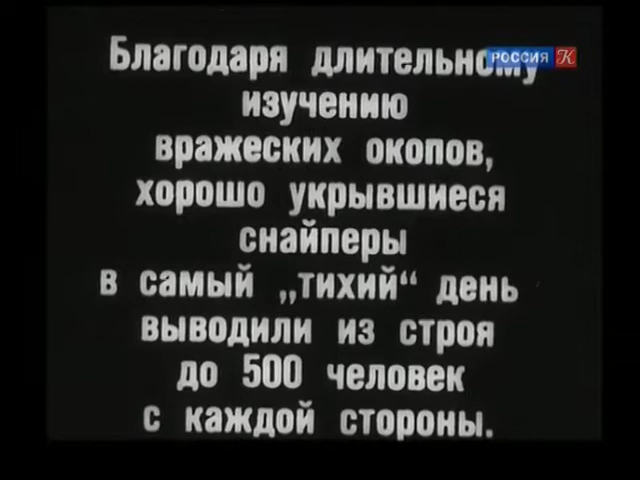 Благодаря длительному
РОССИЯ К
изучению
вражеских окопов,
хорошо укрывшиеся
снайперы
в самый „тихий“ день
выводили из строя
до 500 человек
с каждой стороны.